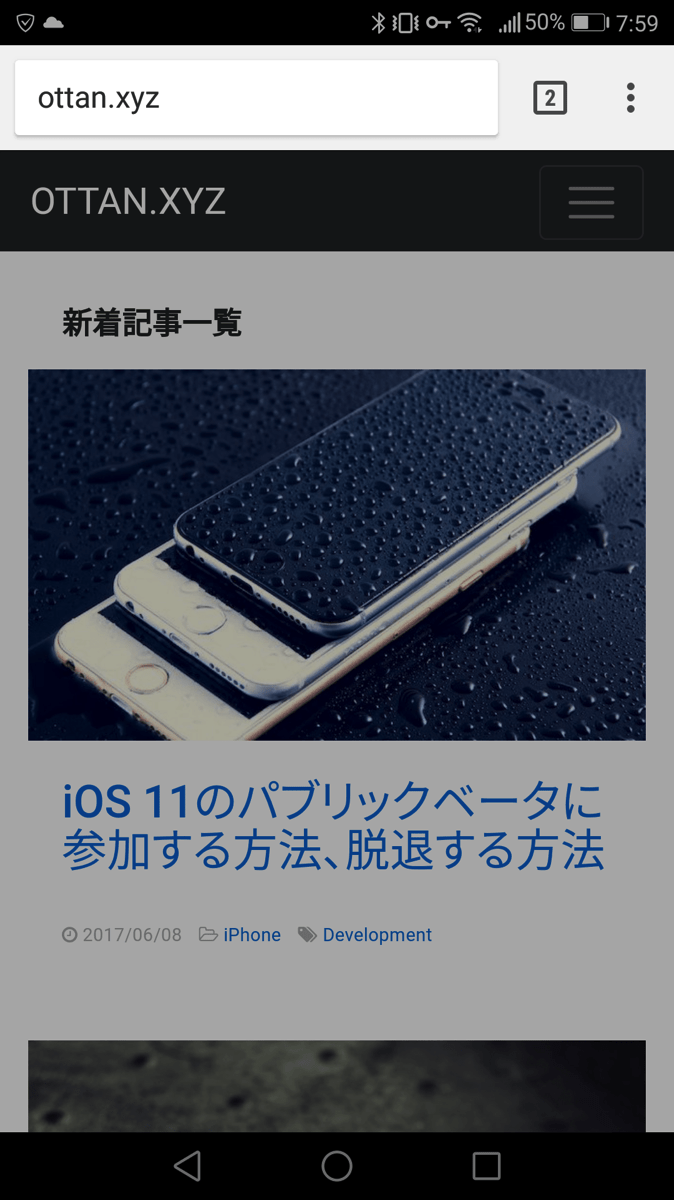 50% 7:59
ottan.xyz
2
OTTAN.XYZ
新着記事一覧
iOS 11のパブリックベータに
参加する方法、脱退する方法
2017/06/08 iPhone Development